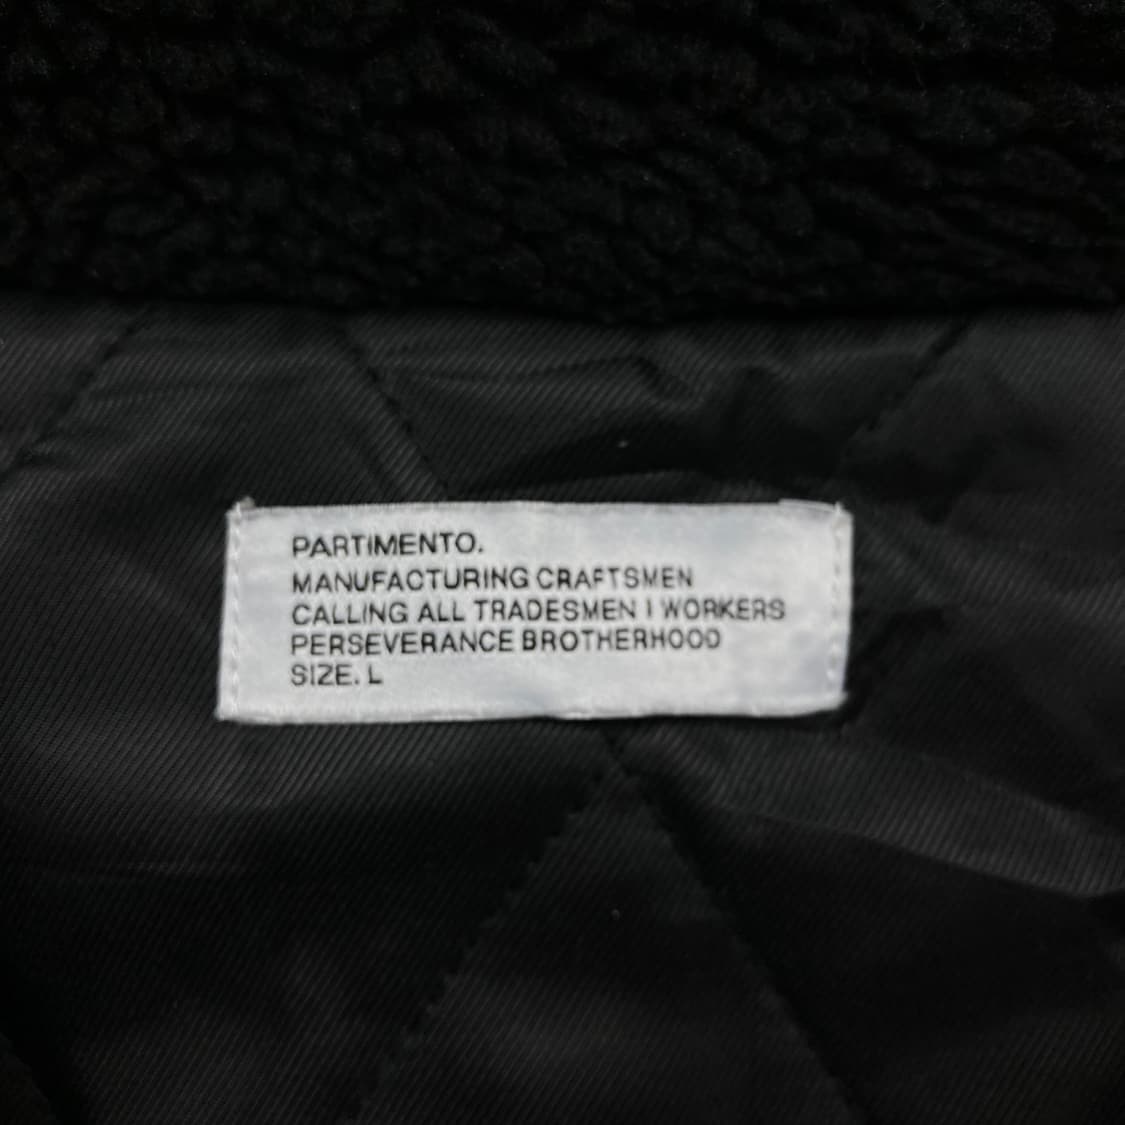 PARTIMENTO.
MANUFACTURING CRAFTSMEN
CALLING ALL TRADESMEN I WORKERS
PERSEVERANCE BROTHERHOOD
SIZE. L